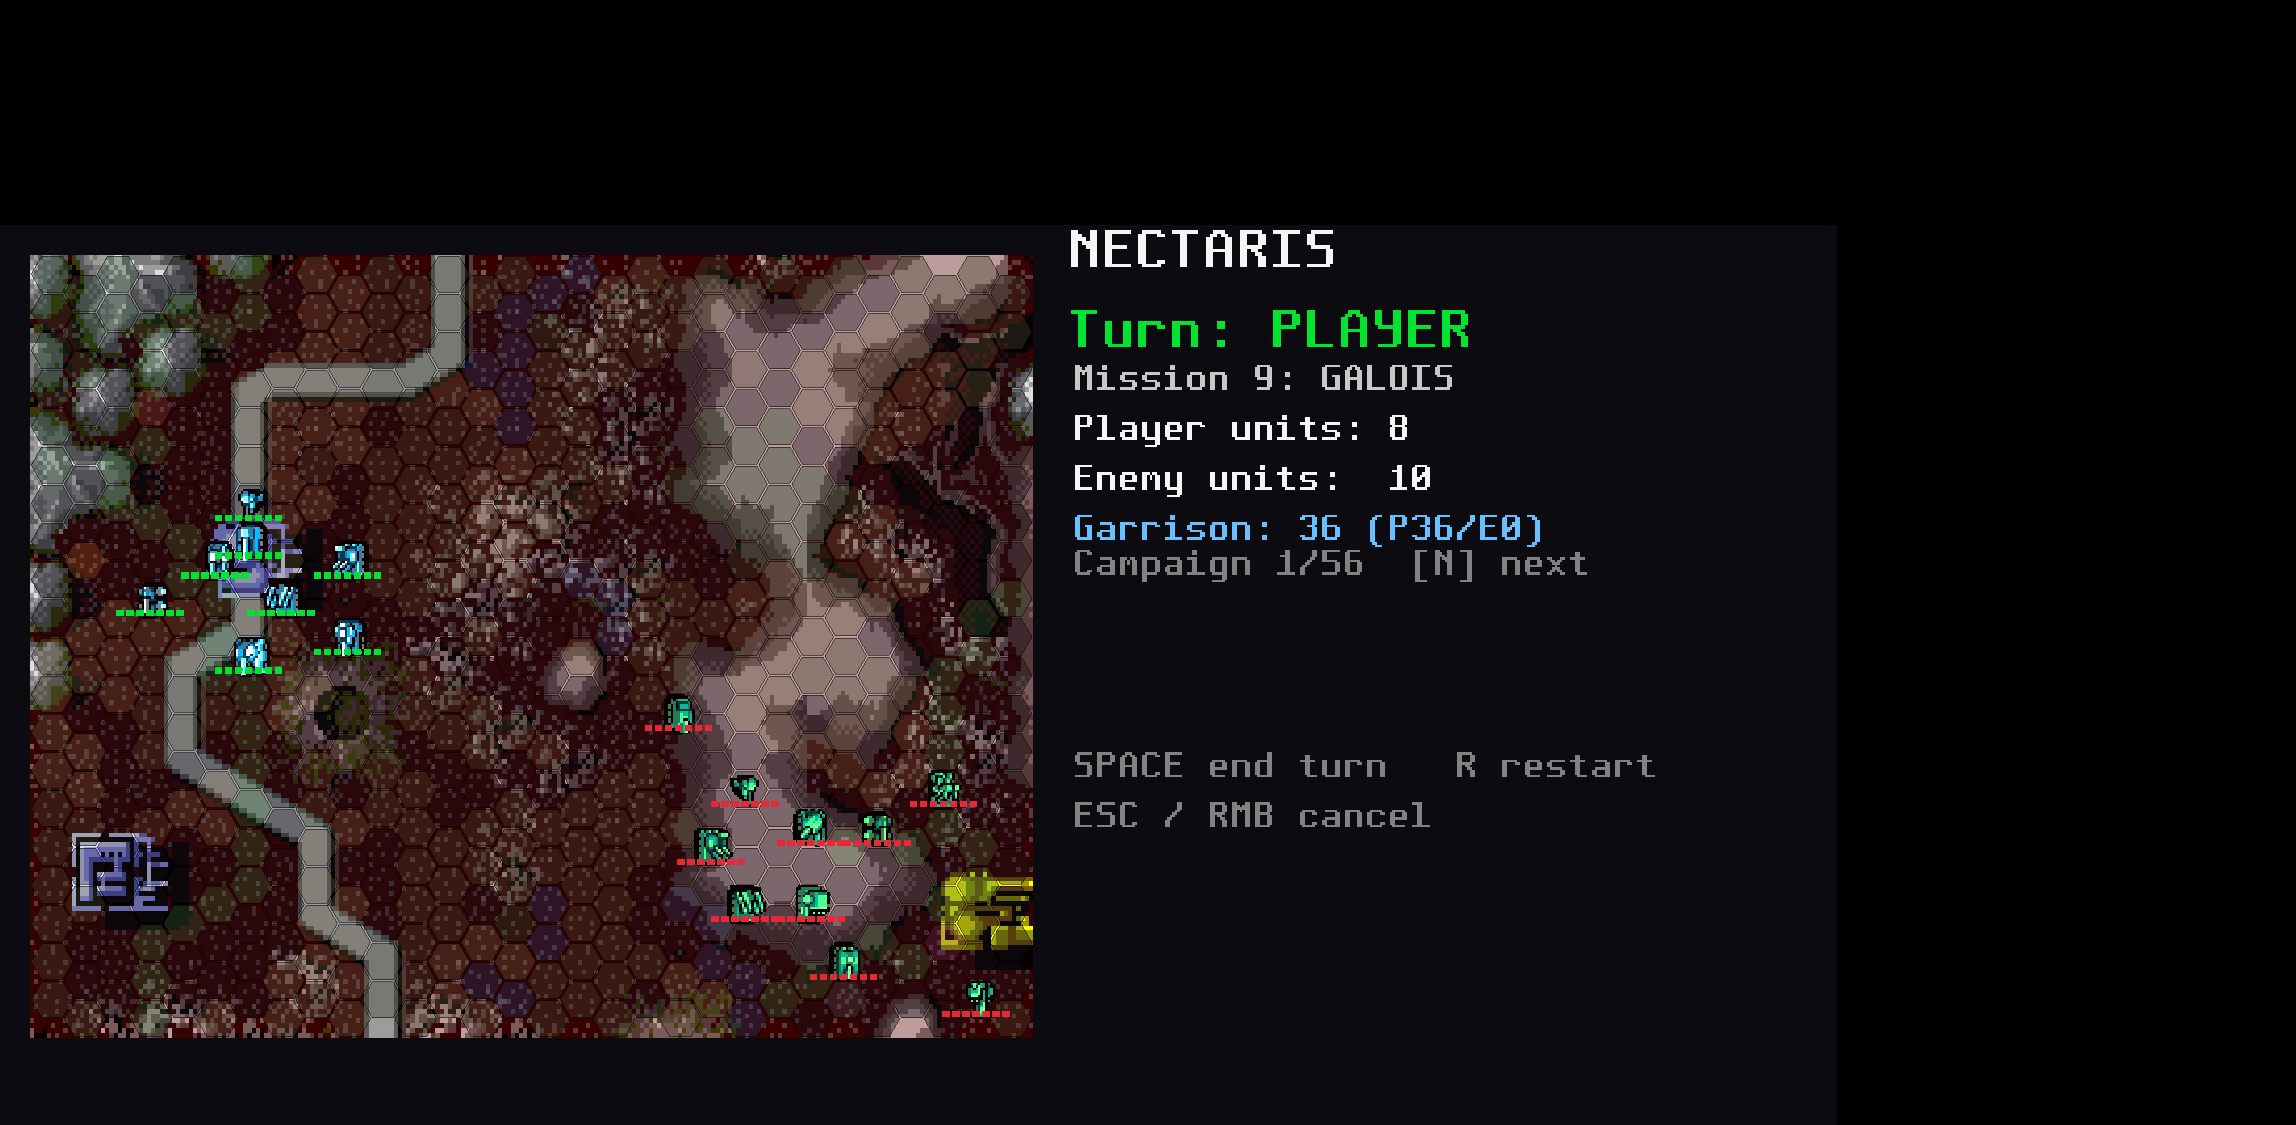 NECTARIS
Turn: PLAYER
Mission 9: GALOIS
Player units: 8
Enemy units:  10
Garrison: 36 (P36/E0)
Campaign 1/56  [N] next
SPACE end turn   R restart
ESC / RMB cancel